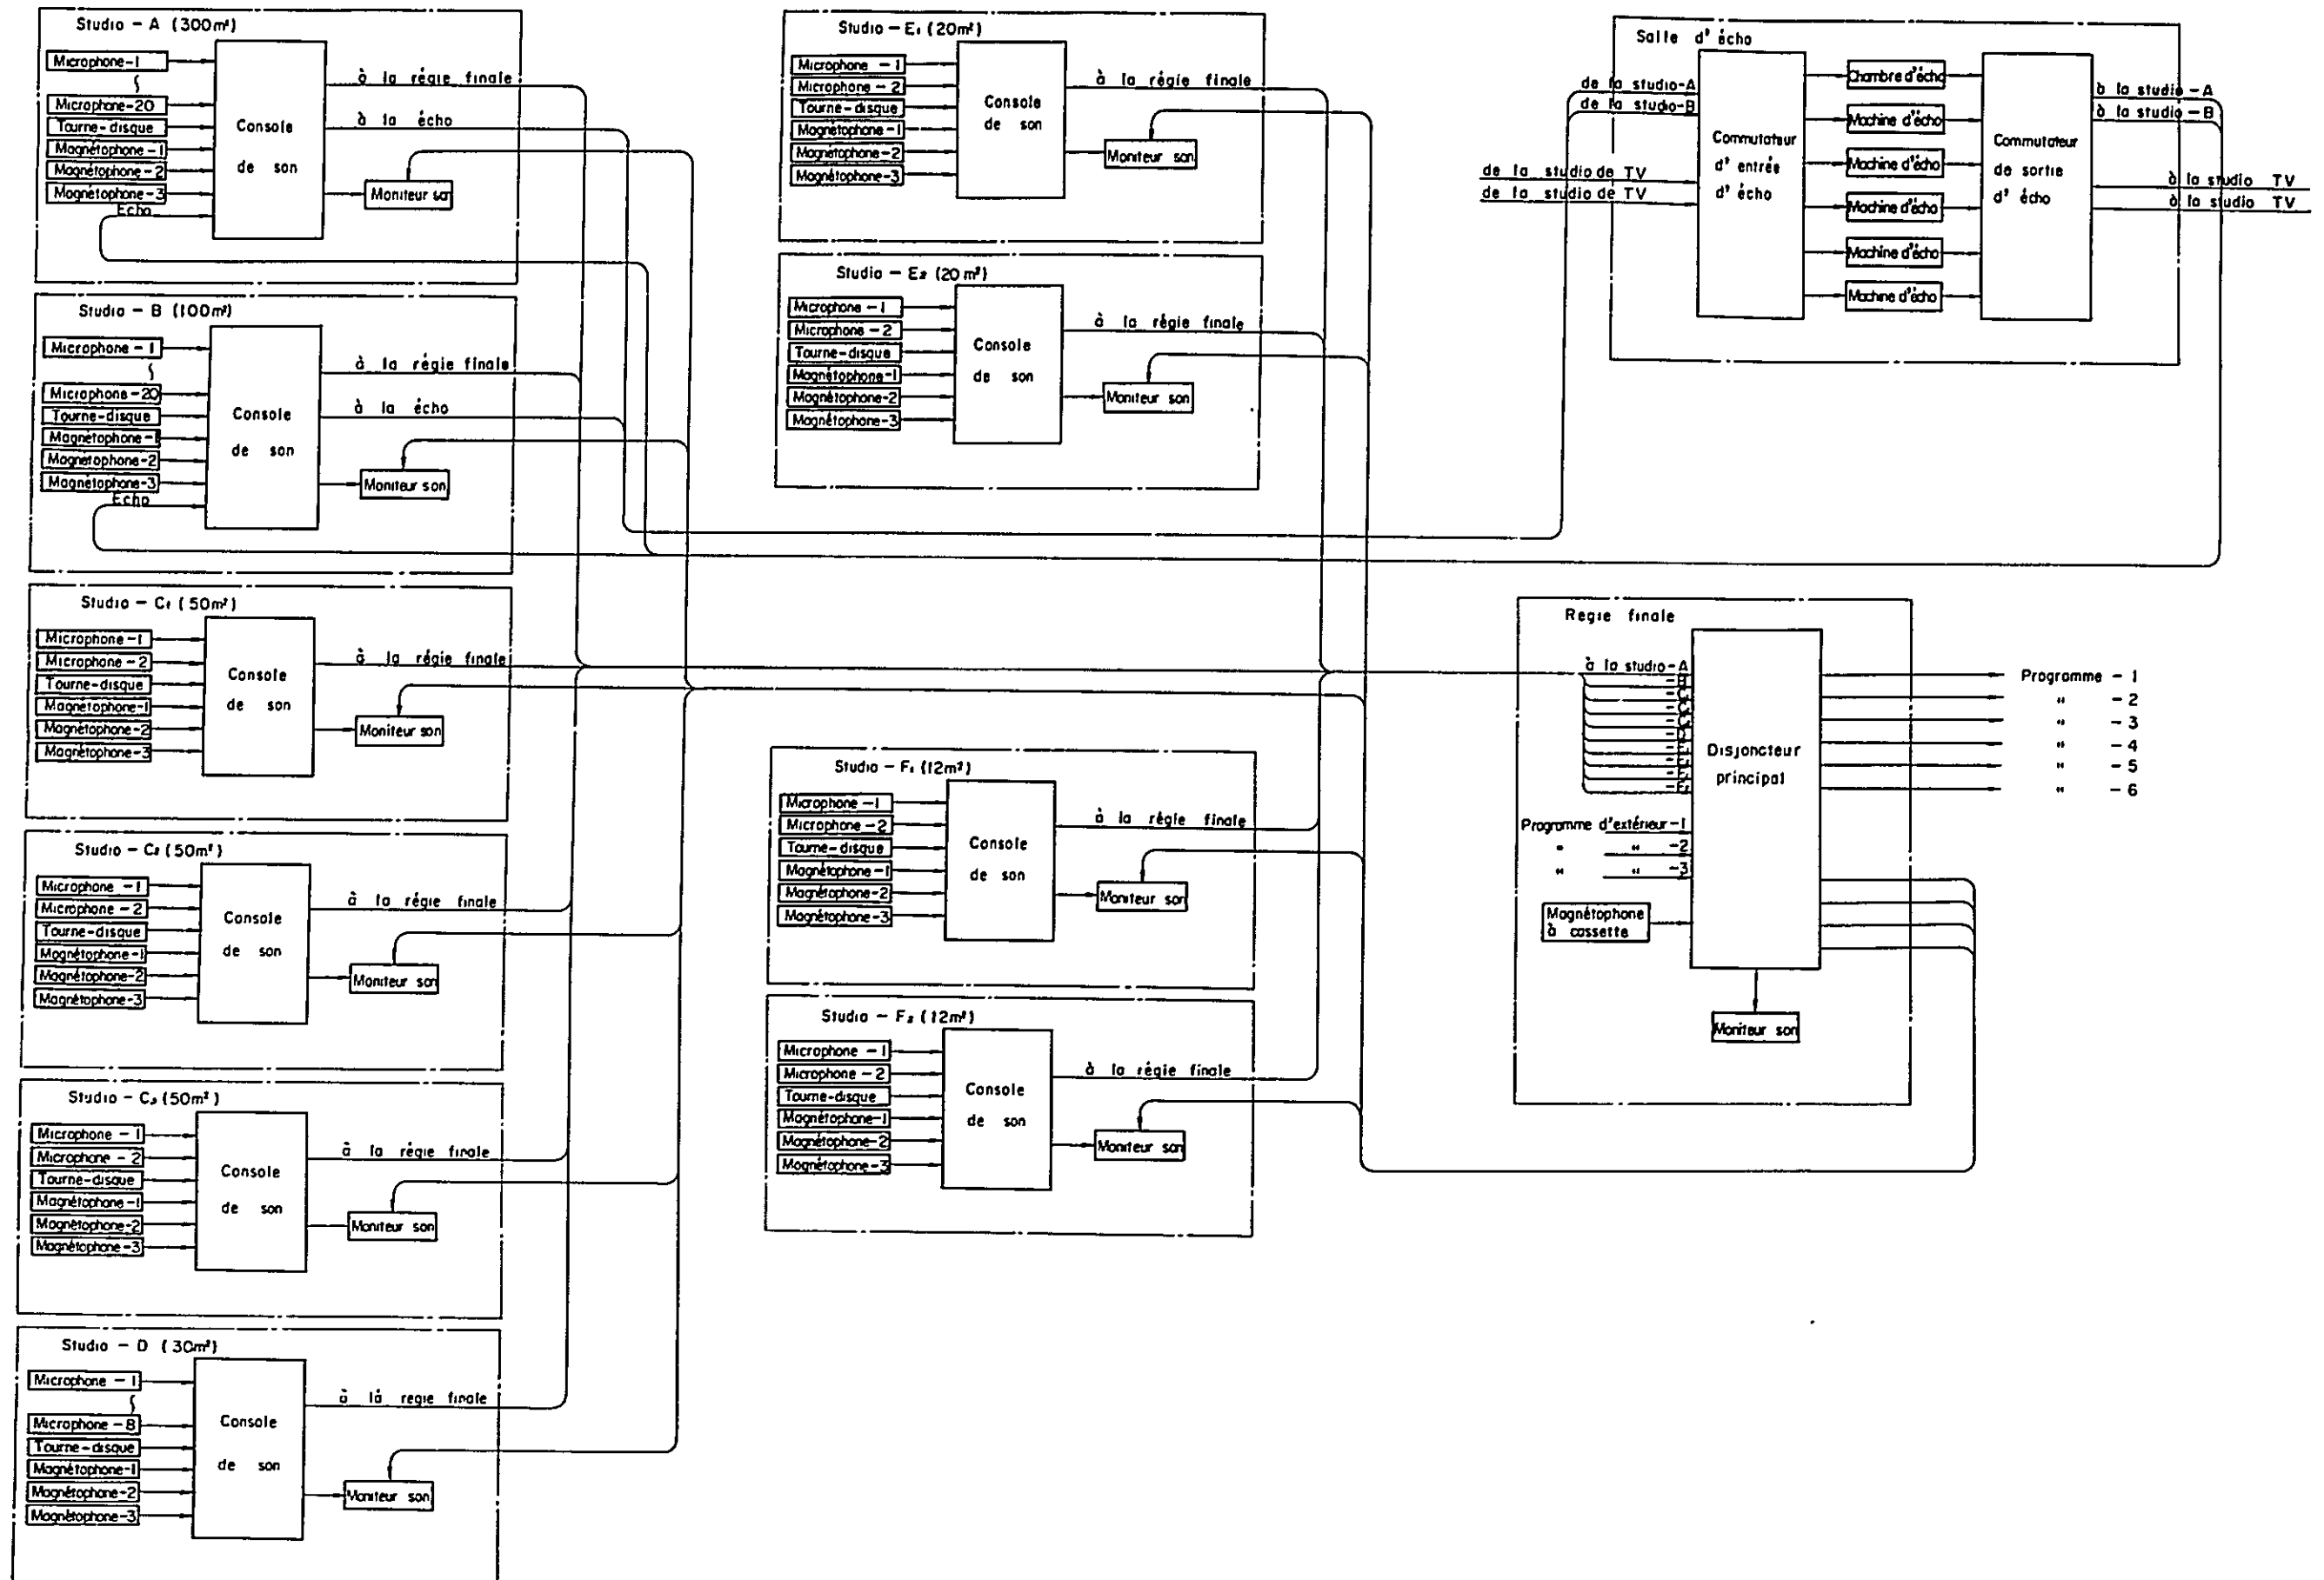 Studio - A (300m²)
Microphone-1
Microphone-20
Tourne-disque
Magnétophone-1
Magnétophone-2
Magnétophone-3
Echo
Console
de son
à la régie finale
à la écho
Moniteur son
Studio - B (100m²)
Microphone - 1
Microphone -20
Tourne-disque
Magnétophone-1
Magnétophone-2
Magnétophone-3
Echo
Console
de son
à la régie finale
à la écho
Moniteur son
Studio - C₁ (50m²)
Microphone -1
Microphone - 2
Tourne-disque
Magnétophone-1
Magnétophone-2
Magnétophone-3
Console
de son
à la régie finale
Moniteur son
Studio - C₂ (50m²)
Microphone - 1
Microphone - 2
Tourne-disque
Magnétophone-1
Magnétophone-2
Magnétophone-3
Console
de son
à la régie finale
Moniteur son
Studio - C₃ (50m²)
Microphone - 1
Microphone - 2
Tourne-disque
Magnétophone-1
Magnétophone-2
Magnétophone-3
Console
de son
à la régie finale
Moniteur son
Studio - D (30m²)
Microphone - 1
Microphone - 8
Tourne-disque
Magnétophone-1
Magnétophone-2
Magnétophone-3
Console
de son
à la regie finale
Moniteur son
Studio - E₁ (20m²)
Microphone - 1
Microphone - 2
Tourne-disque
Magnétophone-1
Magnétophone-2
Magnétophone-3
Console
de son
à la régie finale
Moniteur son
Studio - E₂ (20m²)
Microphone -1
Microphone -2
Tourne-disque
Magnétophone-1
Magnétophone-2
Magnétophone-3
Console
de son
à la régie finale
Moniteur son
Studio - F₁ (12m²)
Microphone -1
Microphone -2
Tourne-disque
Magnétophone-1
Magnétophone-2
Magnétophone-3
Console
de son
à la régie finale
Moniteur son
Studio - F₂ (12m²)
Microphone - 1
Microphone - 2
Tourne-disque
Magnétophone-1
Magnétophone-2
Magnétophone-3
Console
de son
à la régie finale
Moniteur son
Salle d' écho
de la studio-A
de la studio-B
de la studio de TV
de la studio de TV
Commutateur
d' entrée
d' écho
Chambre d'écho
Machine d'écho
Machine d'écho
Machine d'écho
Machine d'écho
Machine d'écho
Commutateur
de sortie
d' écho
à la studio -A
à la studio -B
à la studio TV
à la studio TV
Regie finale
à la studio-A
-B
Programme d'extérieur-1
" " -2
" " -3
Magnétophone
à cassette
Disjoncteur
principal
Moniteur son
Programme - 1
" - 2
" - 3
" - 4
" - 5
" - 6